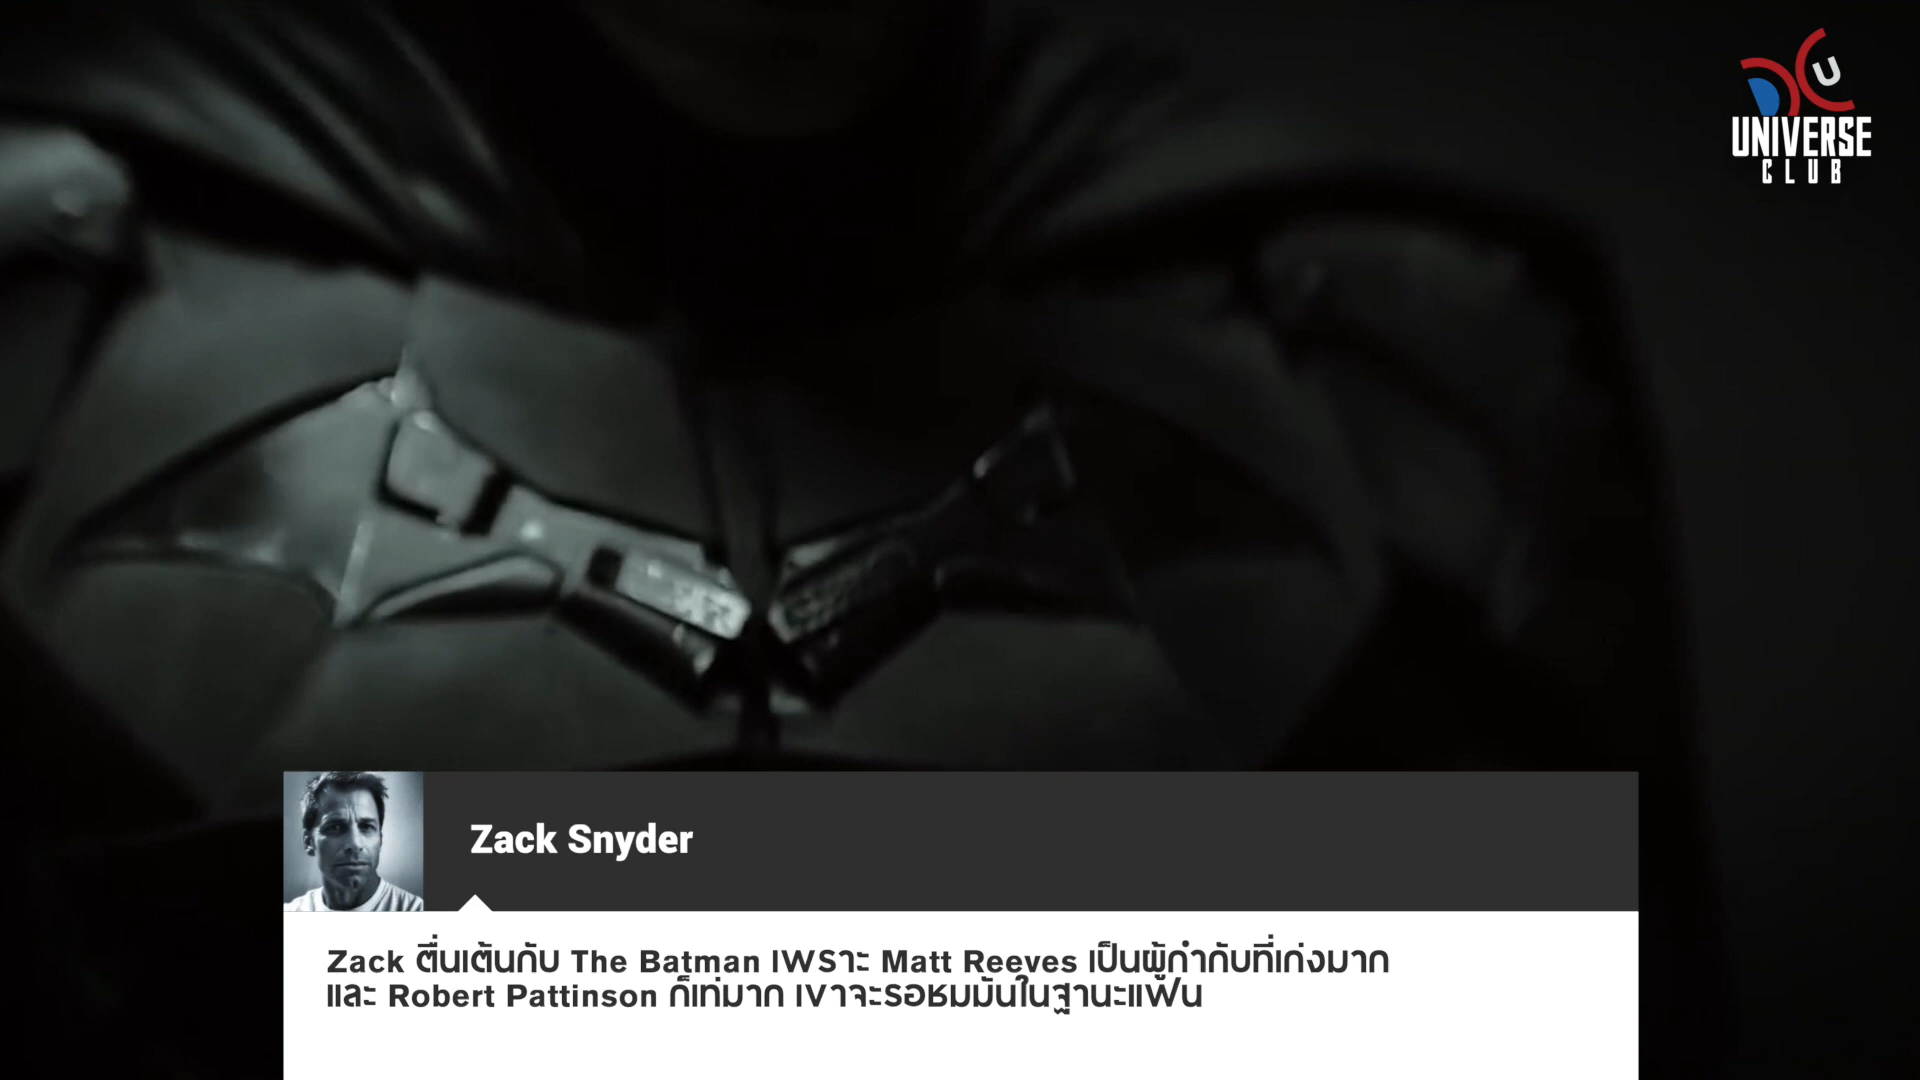 U
UNIVERSE
CLUB
Zack Snyder
Zack ตื่นเต้นกับ The Batman เพราะ Matt Reeves เป็นผู้กำกับที่เก่งมาก
และ Robert Pattinson ก็เท่มาก เขาจะรอชมมันในฐานะแฟน